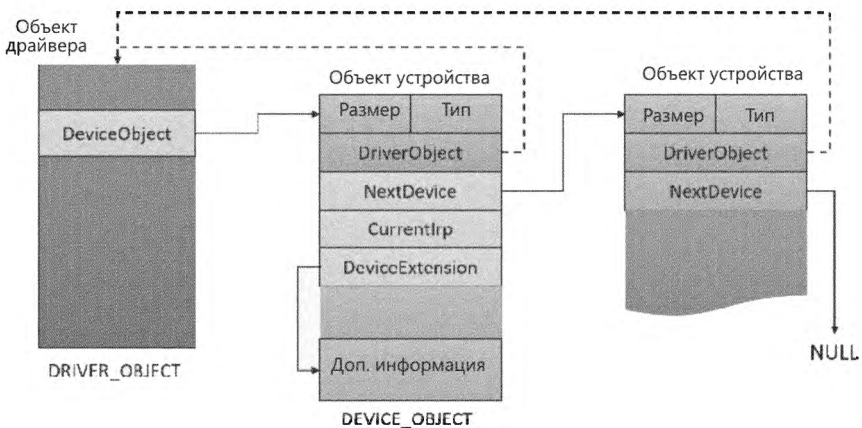 Объект
драйвера
Объект устройства
Объект устройства
DeviceObject
Размер Тип
DriverObject
NextDevice
CurrentIrp
DeviceExtension
Доп. информация
Размер Тип
DriverObject
NextDevice
NULL
DRIVER_OBJECT
DEVICE_OBJECT